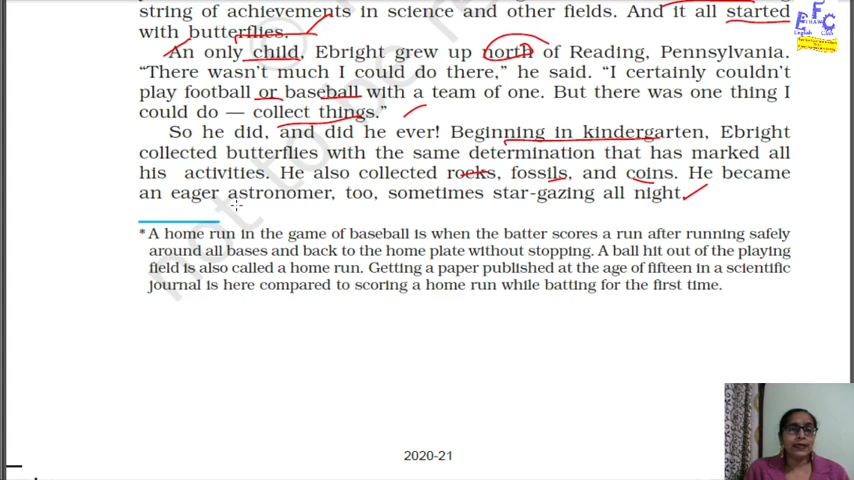 string of achievements in science and other fields. And it all started
with butterflies.
An only child, Ebright grew up north of Reading, Pennsylvania.
“There wasn’t much I could do there,” he said. “I certainly couldn’t
play football or baseball with a team of one. But there was one thing I
could do — collect things.”
So he did, and did he ever! Beginning in kindergarten, Ebright
collected butterflies with the same determination that has marked all
his activities. He also collected rocks, fossils, and coins. He became
an eager astronomer, too, sometimes star-gazing all night.
* A home run in the game of baseball is when the batter scores a run after running safely
around all bases and back to the home plate without stopping. A ball hit out of the playing
field is also called a home run. Getting a paper published at the age of fifteen in a scientific
journal is here compared to scoring a home run while batting for the first time.
2020-21
not to be re
EFC
English Club